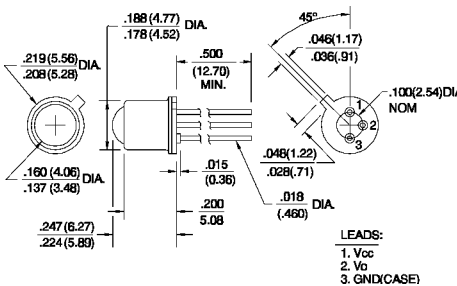 .188(4.77) DIA.
.178(4.52)
.219(5.56) DIA.
.208(5.28)
.500
(12.70)
MIN.
45°
.046(1.17)
.036(.91)
.100(2.54)DIA
NOM
1
2
3
.160(4.06) DIA.
.137(3.48)
.015
(0.36)
.048(1.22)
.028(.71)
.018 DIA.
(.460)
.200
5.08
.247(6.27)
.224(5.89)
LEADS:
1. Vcc
2. Vo
3. GND(CASE)